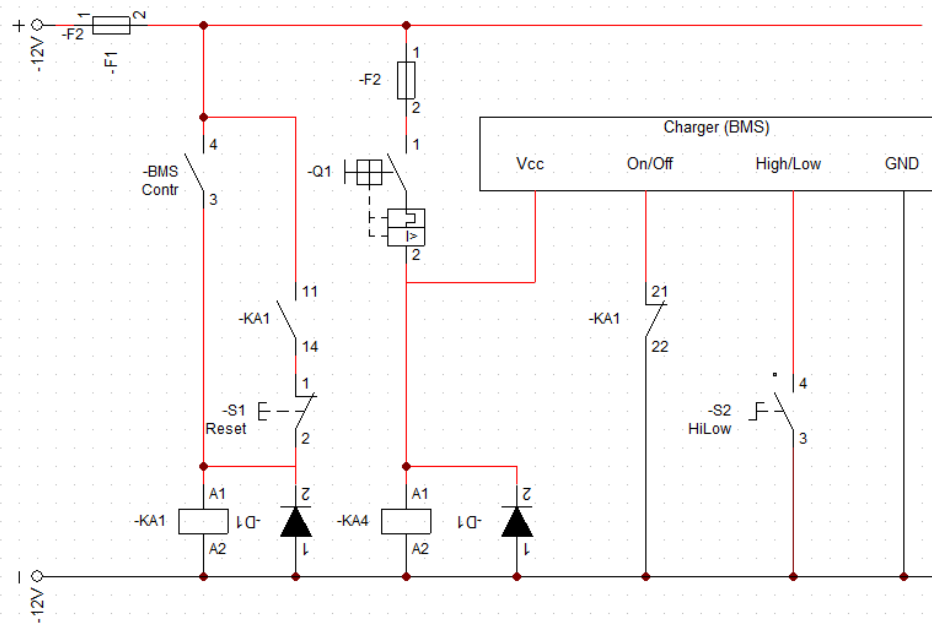 +
-12V
-F2
1
2
-F1
4
-BMS
Contr
3
1
-F2
2
1
-Q1
I>
2
Charger (BMS)
Vcc
On/Off
High/Low
GND
11
-KA1
14
21
-KA1
22
1
-S1
Reset
2
4
-S2
HiLow
3
A1
-KA1
A2
-D1
2
1
A1
-KA4
A2
-D1
2
1
-12V